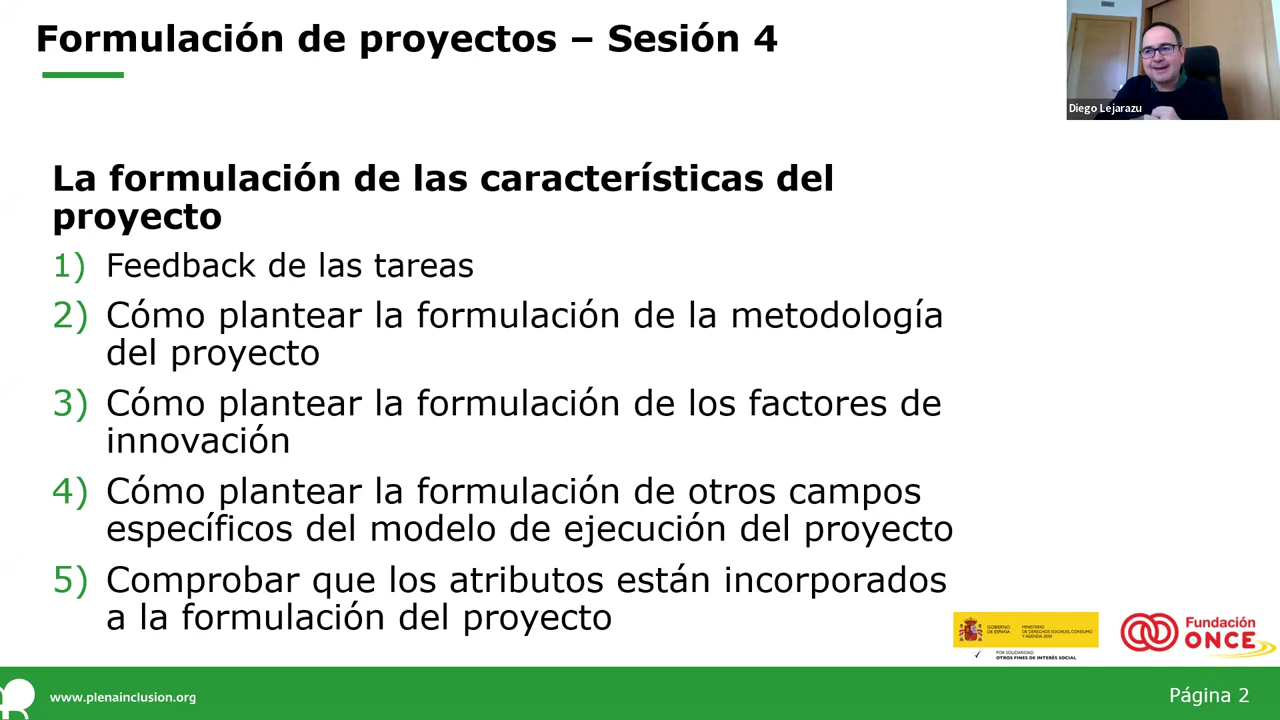 Formulación de proyectos – Sesión 4
Diego Lejarazu
La formulación de las características del
proyecto
1) Feedback de las tareas
2) Cómo plantear la formulación de la metodología
del proyecto
3) Cómo plantear la formulación de los factores de
innovación
4) Cómo plantear la formulación de otros campos
específicos del modelo de ejecución del proyecto
5) Comprobar que los atributos están incorporados
a la formulación del proyecto
GOBIERNO
DE ESPAÑA
MINISTERIO
DE DERECHOS SOCIALES, CONSUMO
Y AGENDA 2030
POR SOLIDARIDAD
OTROS FINES DE INTERÉS SOCIAL
Fundación
ONCE
www.plenainclusion.org
Página 2